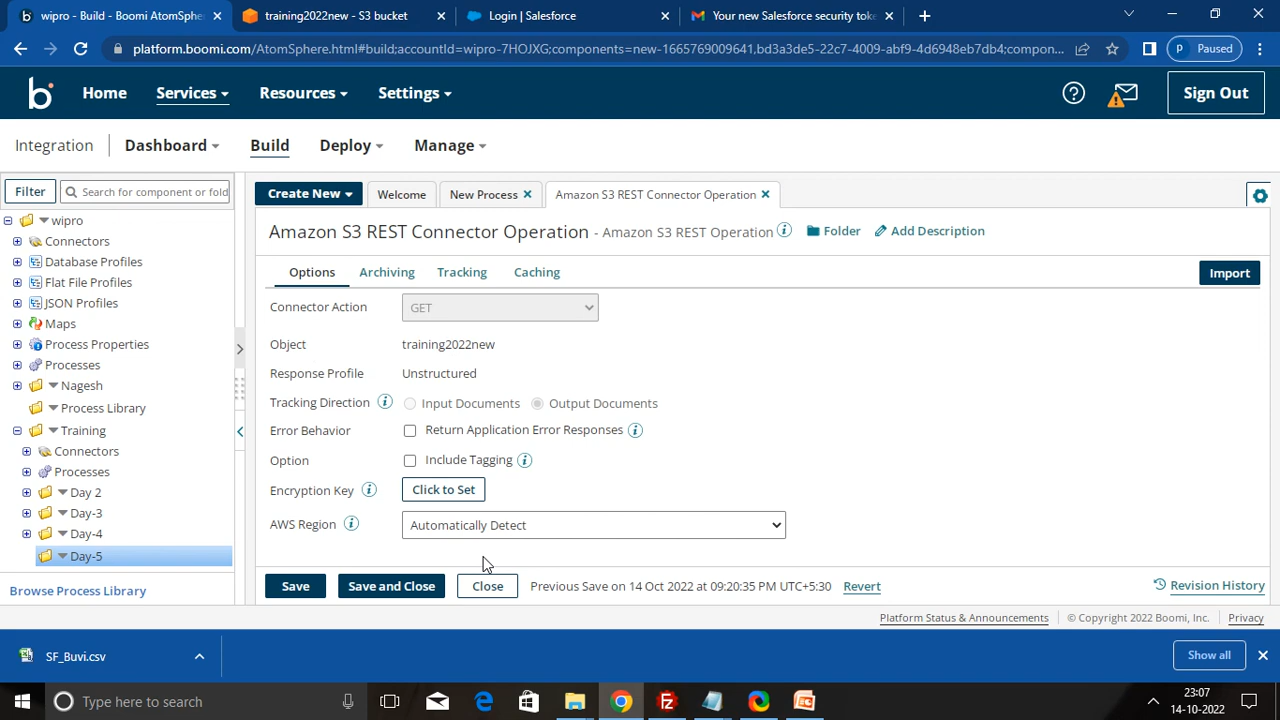 wipro - Build - Boomi AtomSphere
training2022new - S3 bucket
Login | Salesforce
Your new Salesforce security toke
platform.boomi.com/AtomSphere.html#build;accountId=wipro-7HOJXG;components=new-1665769009641,bd3a3de5-22c7-4009-abf9-4d6948eb7db4;compon...
P Paused
b Home Services Resources Settings Sign Out
Integration Dashboard Build Deploy Manage
Filter Search for component or fold
Create New Welcome New Process Amazon S3 REST Connector Operation
wipro
Connectors
Database Profiles
Flat File Profiles
JSON Profiles
Maps
Process Properties
Processes
Nagesh
Process Library
Training
Connectors
Processes
Day 2
Day-3
Day-4
Day-5
Browse Process Library
Amazon S3 REST Connector Operation - Amazon S3 REST Operation Folder Add Description
Options Archiving Tracking Caching Import
Connector Action GET
Object training2022new
Response Profile Unstructured
Tracking Direction Input Documents Output Documents
Error Behavior Return Application Error Responses
Option Include Tagging
Encryption Key Click to Set
AWS Region Automatically Detect
Save Save and Close Close Previous Save on 14 Oct 2022 at 09:20:35 PM UTC+5:30 Revert Revision History
Platform Status & Announcements © Copyright 2022 Boomi, Inc. Privacy
SF_Buvi.csv Show all
Type here to search
23:07
14-10-2022